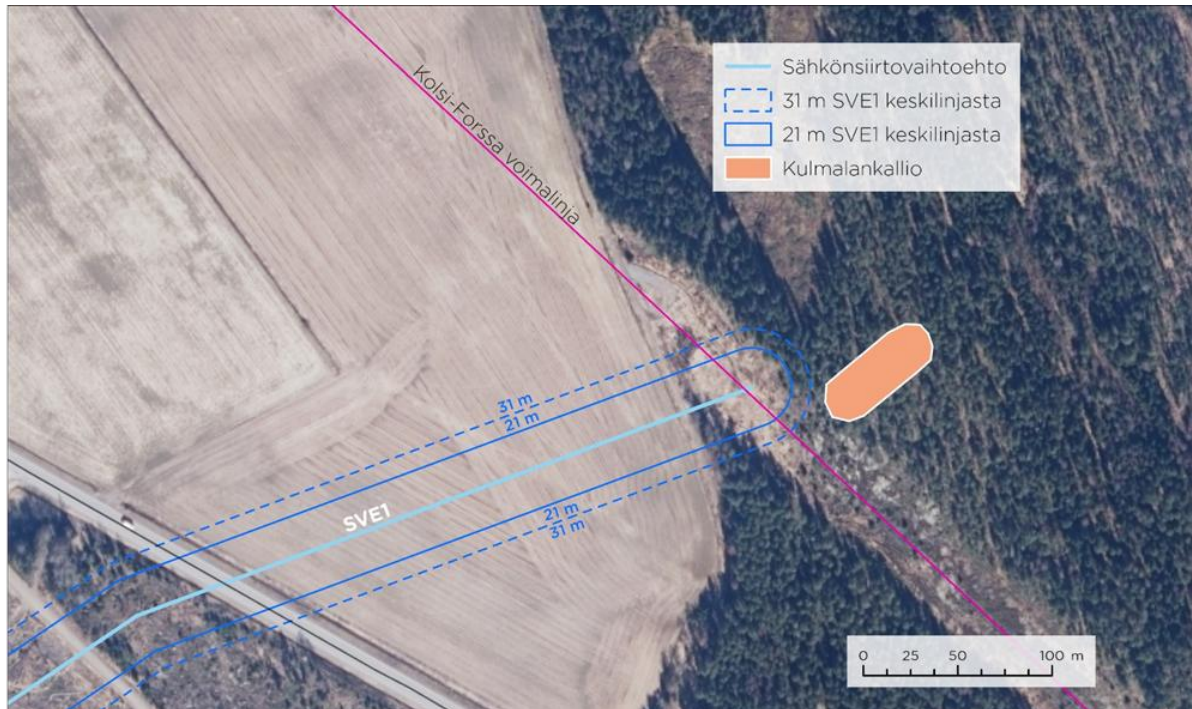 Sähkönsiirtovaihtoehto
31 m SVE1 keskilinjasta
21 m SVE1 keskilinjasta
Kulmalankallio
Kolsi-Forssa voimalinja
31 m
21 m
SVE1
21 m
31 m
0 25 50 100 m